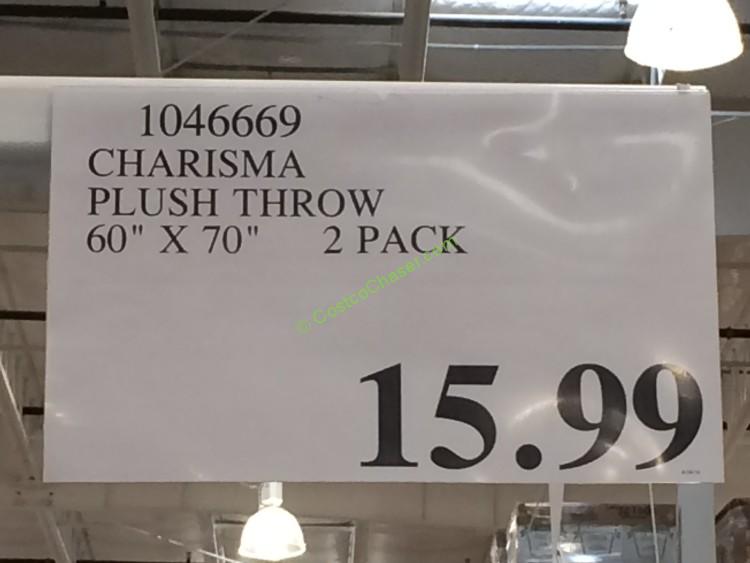 1046669
CHARISMA
PLUSH THROW
60" X 70" 2 PACK
© CostcoChaser.com
15.99